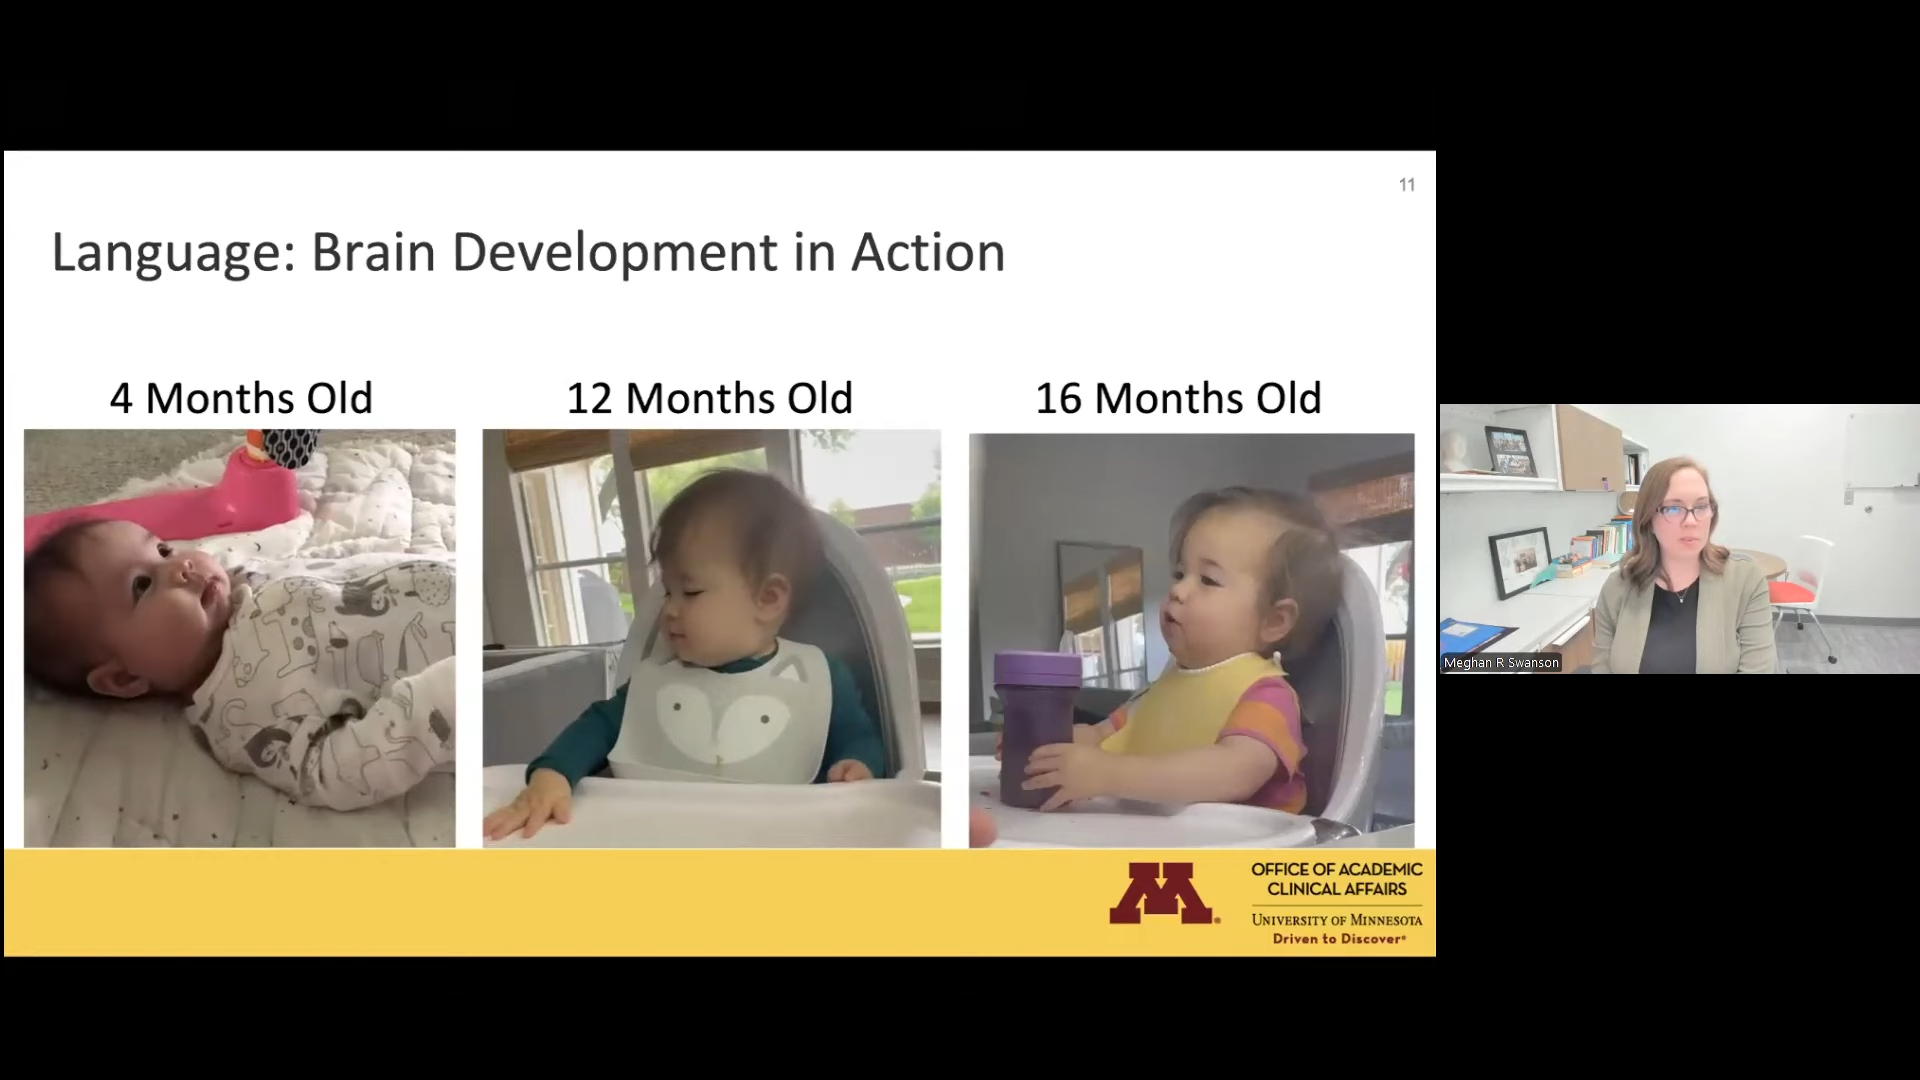 11
Language: Brain Development in Action
4 Months Old
12 Months Old
16 Months Old
OFFICE OF ACADEMIC
CLINICAL AFFAIRS
UNIVERSITY OF MINNESOTA
Driven to Discover®
Meghan R Swanson